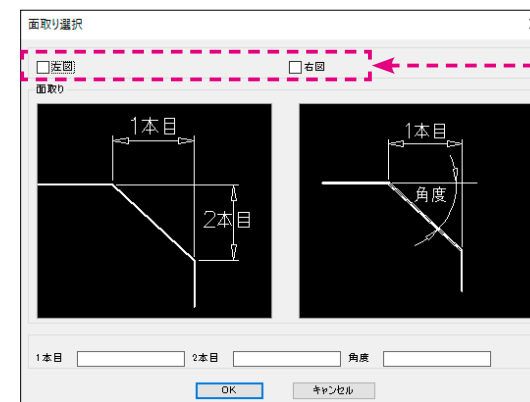 面取り選択
左図 右図
面取り
1本目 1本目
角度
2本目
1本目 2本目 角度
OK キャンセル